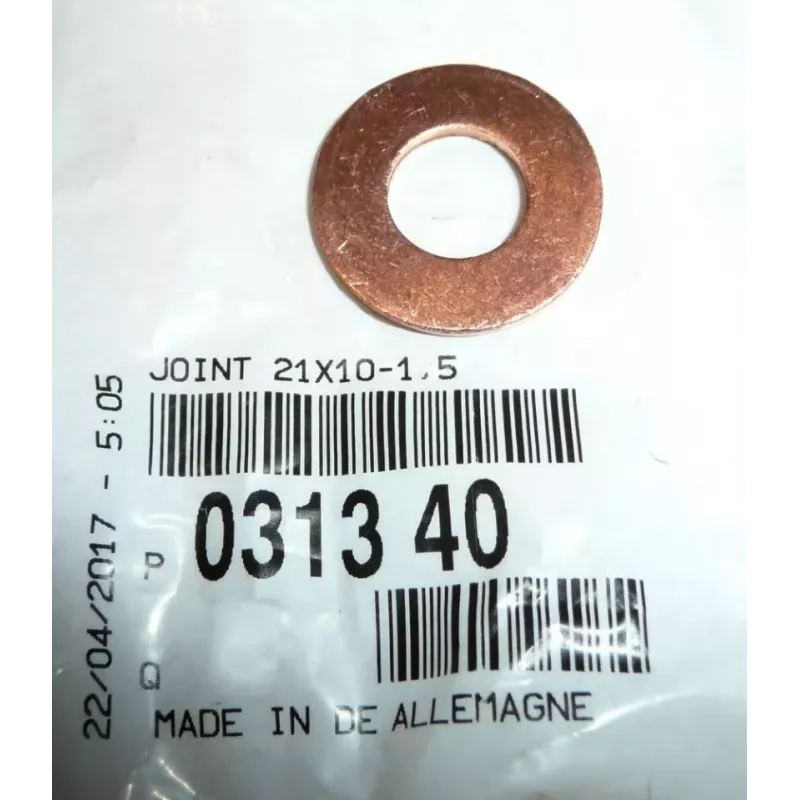 JOINT 21X10-1,5
P 0313 40
Q
MADE IN DE ALLEMAGNE
22/04/2017 - 5:05